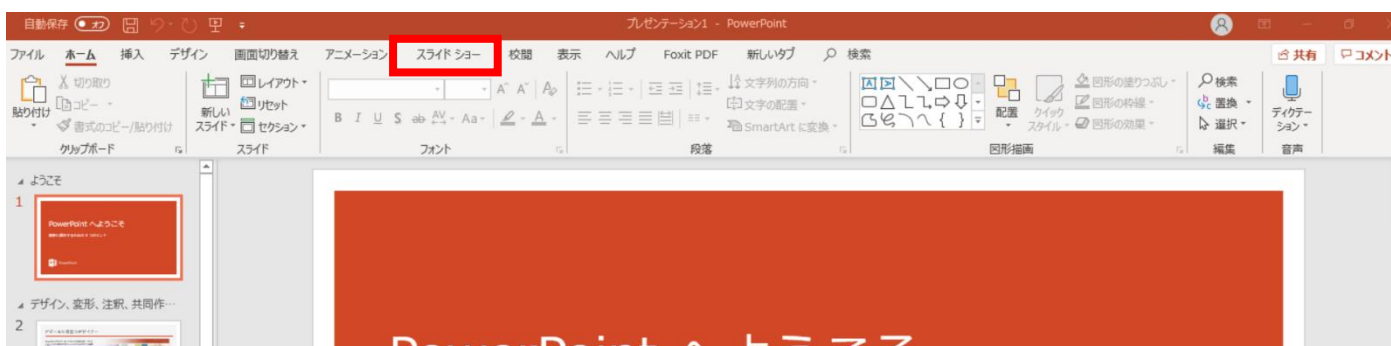 自動保存 オフ プレゼンテーション1 - PowerPoint
ファイル ホーム 挿入 デザイン 画面切り替え アニメーション スライド ショー 校閲 表示 ヘルプ Foxit PDF 新しいタブ 検索 共有 コメント
貼り付け 切り取り コピー 書式のコピー/貼り付け
新しい スライド レイアウト リセット セクション
B I U S ab AV Aa A A A A
文字列の方向 文字の配置 SmartArt に変換
配置 クイック スタイル 図形の塗りつぶし 図形の枠線 図形の効果
検索 置換 選択
ディクテー ション
クリップボード スライド フォント 段落 図形描画 編集 音声
ようこそ
1
PowerPoint へようこそ
デザイン、変形、注釈、共同作…
2
PowerPoint へようこそ